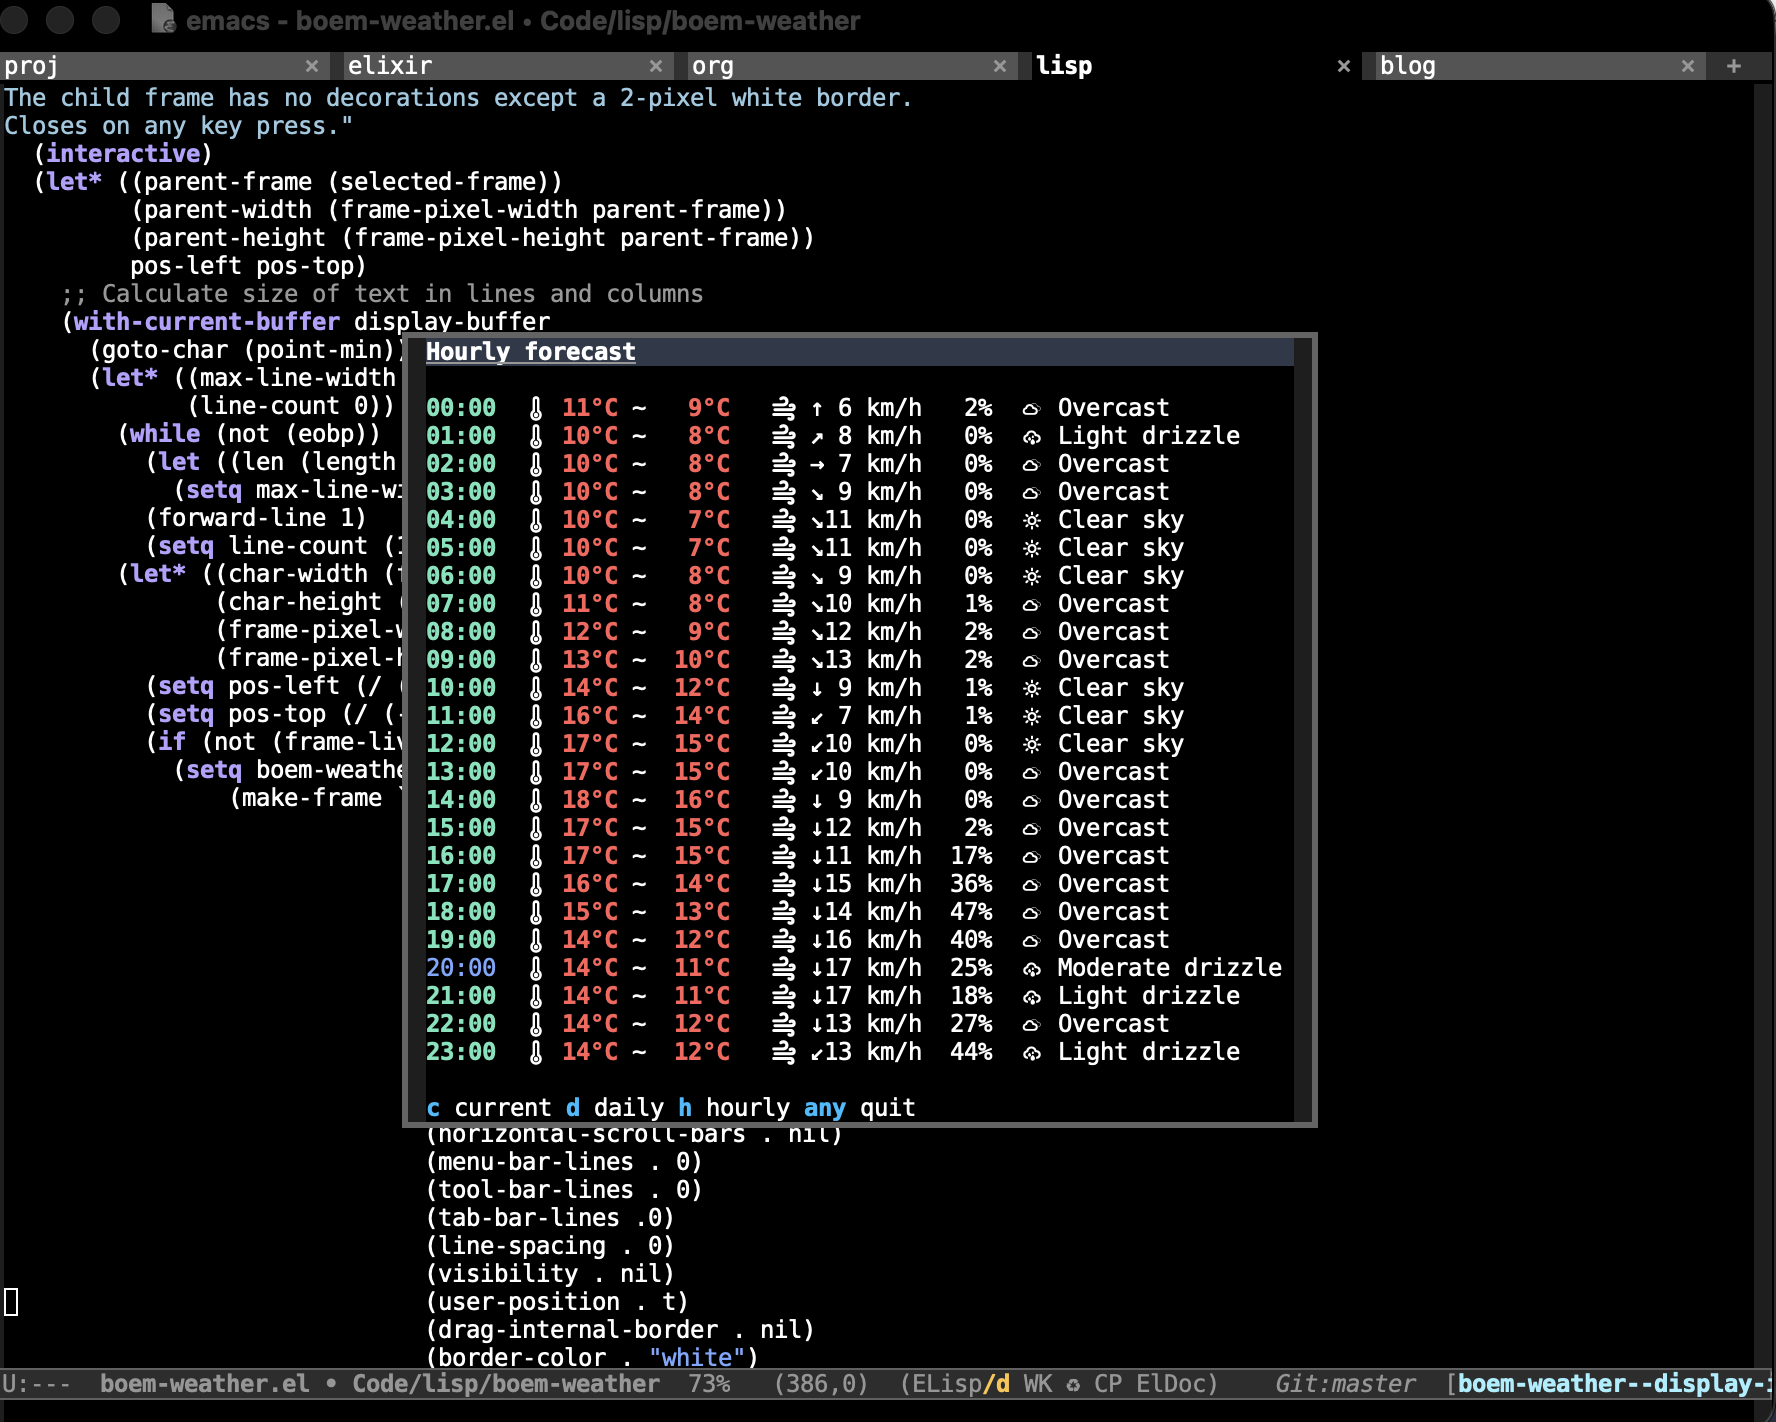 emacs - boem-weather.el • Code/lisp/boem-weather
proj × elixir × org × lisp × blog × +
The child frame has no decorations except a 2-pixel white border.
Closes on any key press."
(interactive)
(let* ((parent-frame (selected-frame))
(parent-width (frame-pixel-width parent-frame))
(parent-height (frame-pixel-height parent-frame))
pos-left pos-top)
;; Calculate size of text in lines and columns
(with-current-buffer display-buffer
(goto-char (point-min))
(let* ((max-line-width
(line-count 0))
(while (not (eobp))
(let ((len (length
(setq max-line-wi
(forward-line 1)
(setq line-count (1
(let* ((char-width (f
(char-height (
(frame-pixel-w
(frame-pixel-h
(setq pos-left (/ (
(setq pos-top (/ (-
(if (not (frame-liv
(setq boem-weathe
(make-frame `
Hourly forecast
00:00 11°C ~ 9°C ↑ 6 km/h 2% Overcast
01:00 10°C ~ 8°C ↗ 8 km/h 0% Light drizzle
02:00 10°C ~ 8°C → 7 km/h 0% Overcast
03:00 10°C ~ 8°C ↘ 9 km/h 0% Overcast
04:00 10°C ~ 7°C ↘11 km/h 0% Clear sky
05:00 10°C ~ 7°C ↘11 km/h 0% Clear sky
06:00 10°C ~ 8°C ↘ 9 km/h 0% Clear sky
07:00 11°C ~ 8°C ↘10 km/h 1% Overcast
08:00 12°C ~ 9°C ↘12 km/h 2% Overcast
09:00 13°C ~ 10°C ↘13 km/h 2% Overcast
10:00 14°C ~ 12°C ↓ 9 km/h 1% Clear sky
11:00 16°C ~ 14°C ↙ 7 km/h 1% Clear sky
12:00 17°C ~ 15°C ↙10 km/h 0% Clear sky
13:00 17°C ~ 15°C ↙10 km/h 0% Overcast
14:00 18°C ~ 16°C ↓ 9 km/h 0% Overcast
15:00 17°C ~ 15°C ↓12 km/h 2% Overcast
16:00 17°C ~ 15°C ↓11 km/h 17% Overcast
17:00 16°C ~ 14°C ↓15 km/h 36% Overcast
18:00 15°C ~ 13°C ↓14 km/h 47% Overcast
19:00 14°C ~ 12°C ↓16 km/h 40% Overcast
20:00 14°C ~ 11°C ↓17 km/h 25% Moderate drizzle
21:00 14°C ~ 11°C ↓17 km/h 18% Light drizzle
22:00 14°C ~ 12°C ↓13 km/h 27% Overcast
23:00 14°C ~ 12°C ↙13 km/h 44% Light drizzle
c current d daily h hourly any quit
(horizontal-scroll-bars . nil)
(menu-bar-lines . 0)
(tool-bar-lines . 0)
(tab-bar-lines .0)
(line-spacing . 0)
(visibility . nil)
(user-position . t)
(drag-internal-border . nil)
(border-color . "white")
U:--- boem-weather.el • Code/lisp/boem-weather 73% (386,0) (ELisp/d WK ♻ CP ElDoc) Git:master [boem-weather--display-i